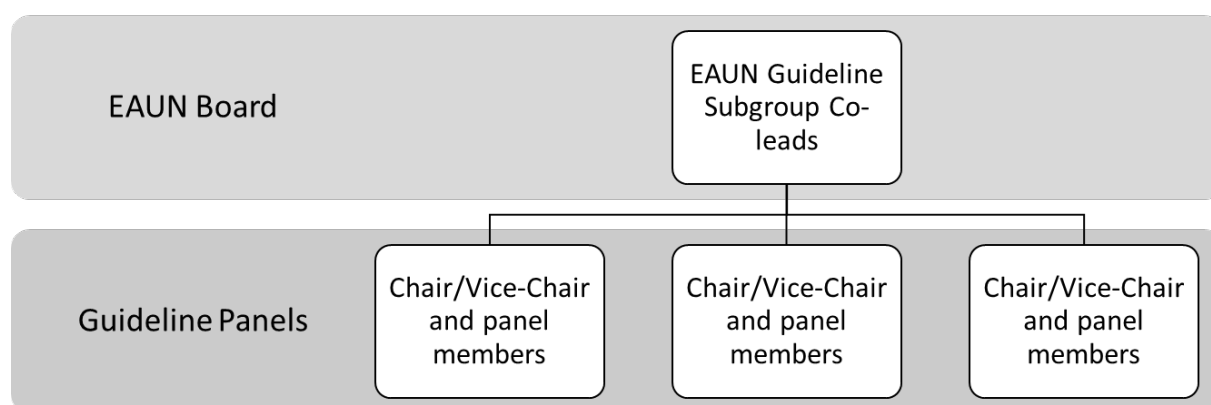 EAUN Board
EAUN Guideline
Subgroup Co-
leads
Guideline Panels
Chair/Vice-Chair
and panel
members
Chair/Vice-Chair
and panel
members
Chair/Vice-Chair
and panel
members